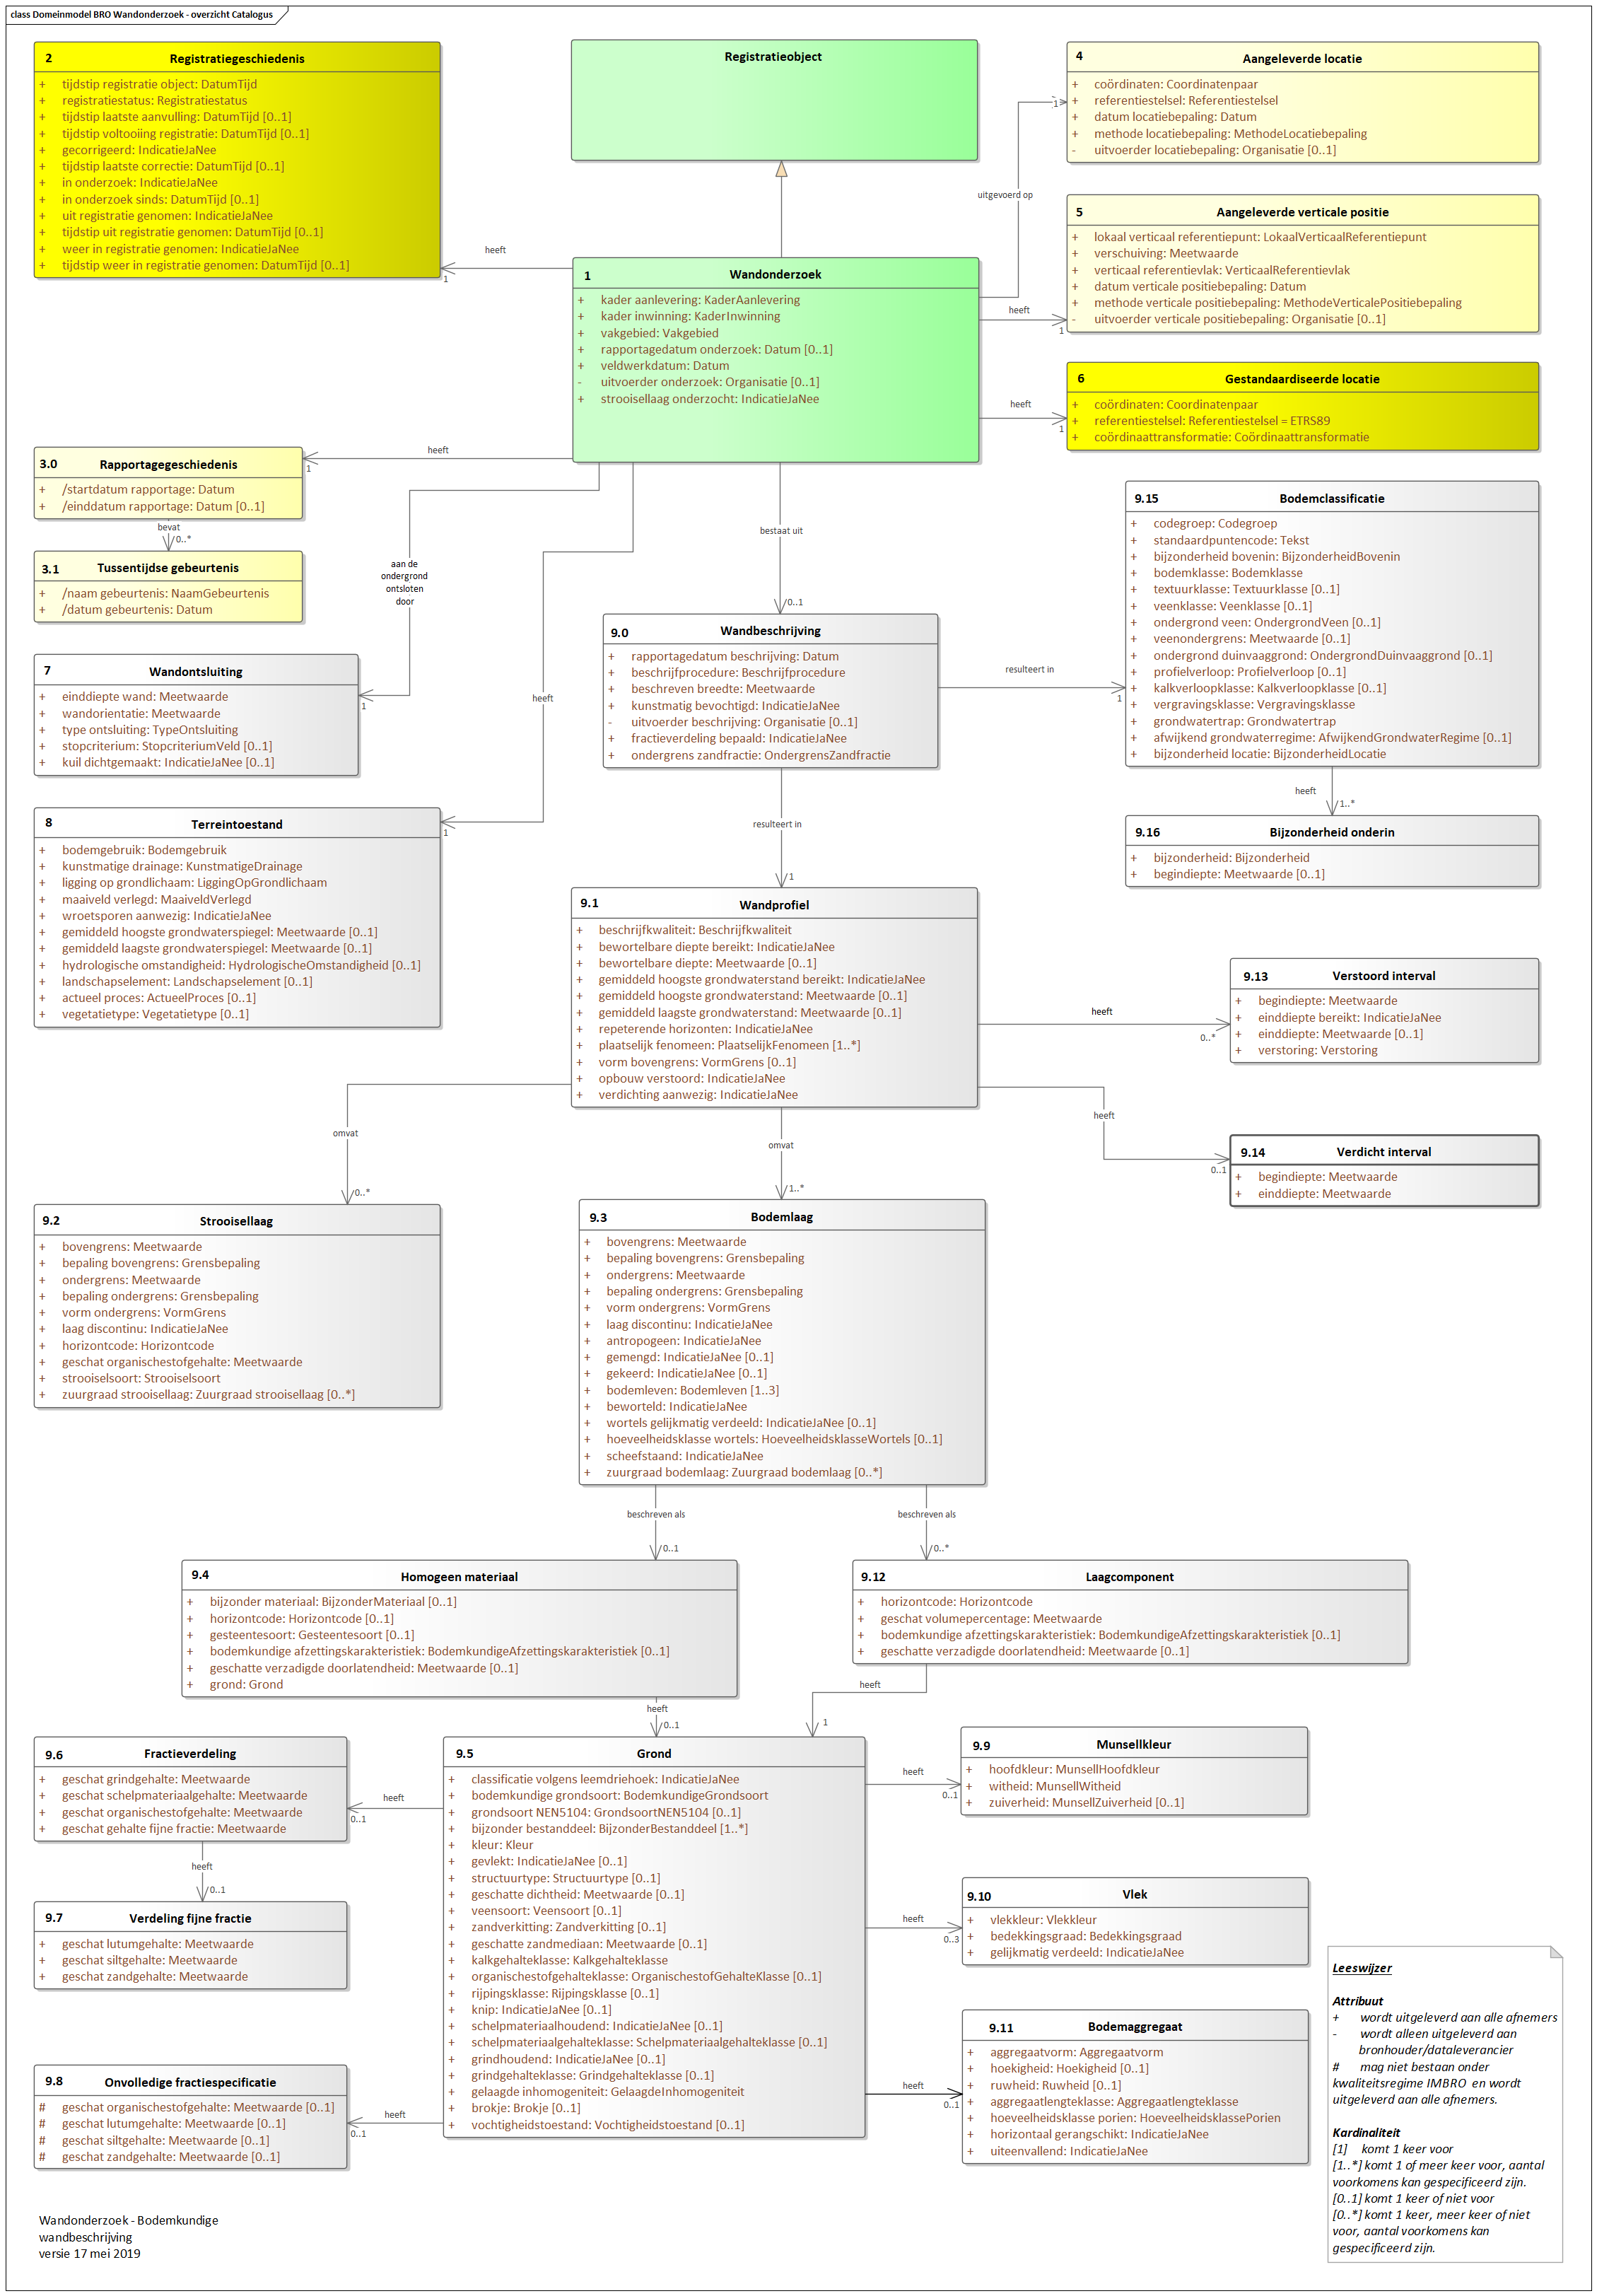 class Domeinmodel BRO Wandonderzoek - overzicht Catalogus
2 Registratiegeschiedenis
+ tijdstip registratie object: DatumTijd
+ registratiestatus: Registratiestatus
+ tijdstip laatste aanvulling: DatumTijd [0..1]
+ tijdstip voltooiing registratie: DatumTijd [0..1]
+ gecorrigeerd: IndicatieJaNee
+ tijdstip laatste correctie: DatumTijd [0..1]
+ in onderzoek: IndicatieJaNee
+ in onderzoek sinds: DatumTijd [0..1]
+ uit registratie genomen: IndicatieJaNee
+ tijdstip uit registratie genomen: DatumTijd [0..1]
+ weer in registratie genomen: IndicatieJaNee
+ tijdstip weer in registratie genomen: DatumTijd [0..1]
Registratieobject
4 Aangeleverde locatie
+ coördinaten: Coordinatenpaar
+ referentiestelsel: Referentiestelsel
+ datum locatiebepaling: Datum
+ methode locatiebepaling: MethodeLocatiebepaling
- uitvoerder locatiebepaling: Organisatie [0..1]
1
uitgevoerd op
5 Aangeleverde verticale positie
+ lokaal verticaal referentiepunt: LokaalVerticaalReferentiepunt
+ verschuiving: Meetwaarde
+ verticaal referentievlak: VerticaalReferentievlak
+ datum verticale positiebepaling: Datum
+ methode verticale positiebepaling: MethodeVerticalePositiebepaling
- uitvoerder verticale positiebepaling: Organisatie [0..1]
heeft
1
heeft
1
1 Wandonderzoek
+ kader aanlevering: KaderAanlevering
+ kader inwinning: KaderInwinning
+ vakgebied: Vakgebied
+ rapportagedatum onderzoek: Datum [0..1]
+ veldwerkdatum: Datum
- uitvoerder onderzoek: Organisatie [0..1]
+ strooisellaag onderzocht: IndicatieJaNee
6 Gestandaardiseerde locatie
+ coördinaten: Coordinatenpaar
+ referentiestelsel: Referentiestelsel = ETRS89
+ coördinaattransformatie: Coördinaattransformatie
heeft
1
heeft
1
3.0 Rapportagegeschiedenis
+ /startdatum rapportage: Datum
+ /einddatum rapportage: Datum [0..1]
bevat
0..*
3.1 Tussentijdse gebeurtenis
+ /naam gebeurtenis: NaamGebeurtenis
+ /datum gebeurtenis: Datum
aan de
ondergrond
ontsloten
door
1
bestaat uit
0..1
9.15 Bodemclassificatie
+ codegroep: Codegroep
+ standaardpuntencode: Tekst
+ bijzonderheid bovenin: BijzonderheidBovenin
+ bodemklasse: Bodemklasse
+ textuurklasse: Textuurklasse [0..1]
+ veenklasse: Veenklasse [0..1]
+ ondergrond veen: OndergrondVeen [0..1]
+ veenondergrens: Meetwaarde [0..1]
+ ondergrond duinvaaggrond: OndergrondDuinvaaggrond [0..1]
+ profielverloop: Profielverloop [0..1]
+ kalkverloopklasse: Kalkverloopklasse [0..1]
+ vergravingsklasse: Vergravingsklasse
+ grondwatertrap: Grondwatertrap
+ afwijkend grondwaterregime: AfwijkendGrondwaterRegime [0..1]
+ bijzonderheid locatie: BijzonderheidLocatie
7 Wandontsluiting
+ einddiepte wand: Meetwaarde
+ wandorientatie: Meetwaarde
+ type ontsluiting: TypeOntsluiting
+ stopcriterium: StopcriteriumVeld [0..1]
+ kuil dichtgemaakt: IndicatieJaNee [0..1]
9.0 Wandbeschrijving
+ rapportagedatum beschrijving: Datum
+ beschrijfprocedure: Beschrijfprocedure
+ beschreven breedte: Meetwaarde
+ kunstmatig bevochtigd: IndicatieJaNee
- uitvoerder beschrijving: Organisatie [0..1]
+ fractieverdeling bepaald: IndicatieJaNee
+ ondergrens zandfractie: OndergrensZandfractie
resulteert in
1
heeft
1
heeft
1..*
8 Terreintoestand
+ bodemgebruik: Bodemgebruik
+ kunstmatige drainage: KunstmatigeDrainage
+ ligging op grondlichaam: LiggingOpGrondlichaam
+ maaiveld verlegd: MaaiveldVerlegd
+ wroetsporen aanwezig: IndicatieJaNee
+ gemiddeld hoogste grondwaterspiegel: Meetwaarde [0..1]
+ gemiddeld laagste grondwaterspiegel: Meetwaarde [0..1]
+ hydrologische omstandigheid: HydrologischeOmstandigheid [0..1]
+ landschapselement: Landschapselement [0..1]
+ actueel proces: ActueelProces [0..1]
+ vegetatietype: Vegetatietype [0..1]
resulteert in
1
9.16 Bijzonderheid onderin
+ bijzonderheid: Bijzonderheid
+ begindiepte: Meetwaarde [0..1]
9.1 Wandprofiel
+ beschrijfkwaliteit: Beschrijfkwaliteit
+ bewortelbare diepte bereikt: IndicatieJaNee
+ bewortelbare diepte: Meetwaarde [0..1]
+ gemiddeld hoogste grondwaterstand bereikt: IndicatieJaNee
+ gemiddeld hoogste grondwaterstand: Meetwaarde [0..1]
+ gemiddeld laagste grondwaterstand: Meetwaarde [0..1]
+ repeterende horizonten: IndicatieJaNee
+ plaatselijk fenomeen: PlaatselijkFenomeen [1..*]
+ vorm bovengrens: VormGrens [0..1]
+ opbouw verstoord: IndicatieJaNee
+ verdichting aanwezig: IndicatieJaNee
heeft
0..*
9.13 Verstoord interval
+ begindiepte: Meetwaarde
+ einddiepte bereikt: IndicatieJaNee
+ einddiepte: Meetwaarde [0..1]
+ verstoring: Verstoring
heeft
0..1
9.14 Verdicht interval
+ begindiepte: Meetwaarde
+ einddiepte: Meetwaarde
omvat
0..*
omvat
1..*
9.2 Strooisellaag
+ bovengrens: Meetwaarde
+ bepaling bovengrens: Grensbepaling
+ ondergrens: Meetwaarde
+ bepaling ondergrens: Grensbepaling
+ vorm ondergrens: VormGrens
+ laag discontinu: IndicatieJaNee
+ horizontcode: Horizontcode
+ geschat organischestofgehalte: Meetwaarde
+ strooiselsoort: Strooiselsoort
+ zuurgraad strooisellaag: Zuurgraad strooisellaag [0..*]
9.3 Bodemlaag
+ bovengrens: Meetwaarde
+ bepaling bovengrens: Grensbepaling
+ ondergrens: Meetwaarde
+ bepaling ondergrens: Grensbepaling
+ vorm ondergrens: VormGrens
+ laag discontinu: IndicatieJaNee
+ antropogeen: IndicatieJaNee
+ gemengd: IndicatieJaNee [0..1]
+ gekeerd: IndicatieJaNee [0..1]
+ bodemleven: Bodemleven [1..3]
+ beworteld: IndicatieJaNee
+ wortels gelijkmatig verdeeld: IndicatieJaNee [0..1]
+ hoeveelheidsklasse wortels: HoeveelheidsklasseWortels [0..1]
+ scheefstaand: IndicatieJaNee
+ zuurgraad bodemlaag: Zuurgraad bodemlaag [0..*]
beschreven als
0..1
beschreven als
0..*
9.4 Homogeen materiaal
+ bijzonder materiaal: BijzonderMateriaal [0..1]
+ horizontcode: Horizontcode [0..1]
+ gesteentesoort: Gesteentesoort [0..1]
+ bodemkundige afzettingskarakteristiek: BodemkundigeAfzettingskarakteristiek [0..1]
+ geschatte verzadigde doorlatendheid: Meetwaarde [0..1]
+ grond: Grond
9.12 Laagcomponent
+ horizontcode: Horizontcode
+ geschat volumepercentage: Meetwaarde
+ bodemkundige afzettingskarakteristiek: BodemkundigeAfzettingskarakteristiek [0..1]
+ geschatte verzadigde doorlatendheid: Meetwaarde [0..1]
heeft
0..1
heeft
1
9.6 Fractieverdeling
+ geschat grindgehalte: Meetwaarde
+ geschat schelpmateriaalgehalte: Meetwaarde
+ geschat organischestofgehalte: Meetwaarde
+ geschat gehalte fijne fractie: Meetwaarde
heeft
0..1
heeft
0..1
9.7 Verdeling fijne fractie
+ geschat lutumgehalte: Meetwaarde
+ geschat siltgehalte: Meetwaarde
+ geschat zandgehalte: Meetwaarde
9.8 Onvolledige fractiespecificatie
# geschat organischestofgehalte: Meetwaarde [0..1]
# geschat lutumgehalte: Meetwaarde [0..1]
# geschat siltgehalte: Meetwaarde [0..1]
# geschat zandgehalte: Meetwaarde [0..1]
heeft
0..1
9.5 Grond
+ classificatie volgens leemdriehoek: IndicatieJaNee
+ bodemkundige grondsoort: BodemkundigeGrondsoort
+ grondsoort NEN5104: GrondsoortNEN5104 [0..1]
+ bijzonder bestanddeel: BijzonderBestanddeel [1..*]
+ kleur: Kleur
+ gevlekt: IndicatieJaNee [0..1]
+ structuurtype: Structuurtype [0..1]
+ geschatte dichtheid: Meetwaarde [0..1]
+ veensoort: Veensoort [0..1]
+ zandverkitting: Zandverkitting [0..1]
+ geschatte zandmediaan: Meetwaarde [0..1]
+ kalkgehalteklasse: Kalkgehalteklasse
+ organischestofgehalteklasse: OrganischestofGehalteKlasse [0..1]
+ rijpingsklasse: Rijpingsklasse [0..1]
+ knip: IndicatieJaNee [0..1]
+ schelpmateriaalhoudend: IndicatieJaNee [0..1]
+ schelpmateriaalgehalteklasse: Schelpmateriaalgehalteklasse [0..1]
+ grindhoudend: IndicatieJaNee [0..1]
+ grindgehalteklasse: Grindgehalteklasse [0..1]
+ gelaagde inhomogeniteit: GelaagdeInhomogeniteit
+ brokje: Brokje [0..1]
+ vochtigheidstoestand: Vochtigheidstoestand [0..1]
heeft
0..1
9.9 Munsellkleur
+ hoofdkleur: MunsellHoofdkleur
+ witheid: MunsellWitheid
+ zuiverheid: MunsellZuiverheid [0..1]
heeft
0..3
9.10 Vlek
+ vlekkleur: Vlekkleur
+ bedekkingsgraad: Bedekkingsgraad
+ gelijkmatig verdeeld: IndicatieJaNee
heeft
0..1
9.11 Bodemaggregaat
+ aggregaatvorm: Aggregaatvorm
+ hoekigheid: Hoekigheid [0..1]
+ ruwheid: Ruwheid [0..1]
+ aggregaatlengteklasse: Aggregaatlengteklasse
+ hoeveelheidsklasse porien: HoeveelheidsklassePorien
+ horizontaal gerangschikt: IndicatieJaNee
+ uiteenvallend: IndicatieJaNee
Leeswijzer
Attribuut
+ wordt uitgeleverd aan alle afnemers
- wordt alleen uitgeleverd aan
bronhouder/dataleverancier
# mag niet bestaan onder
kwaliteitsregime IMBRO en wordt
uitgeleverd aan alle afnemers.
Kardinaliteit
[1] komt 1 keer voor
[1..*] komt 1 of meer keer voor, aantal
voorkomens kan gespecificeerd zijn.
[0..1] komt 1 keer of niet voor
[0..*] komt 1 keer, meer keer of niet
voor, aantal voorkomens kan
gespecificeerd zijn.
Wandonderzoek - Bodemkundige
wandbeschrijving
versie 17 mei 2019